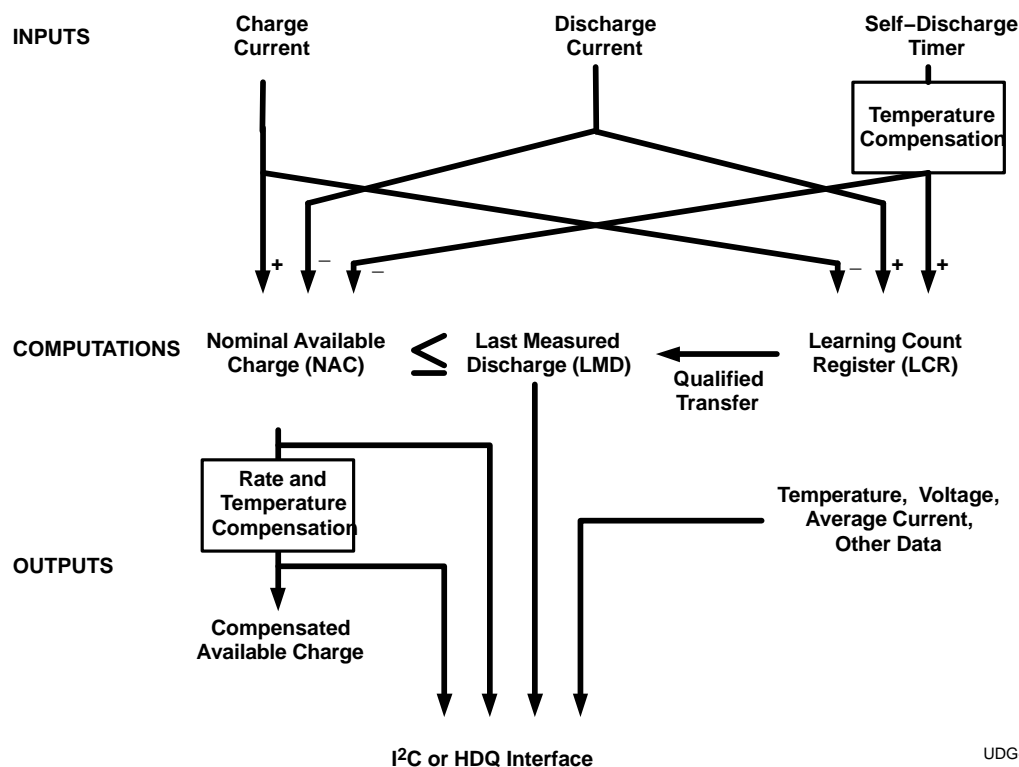 INPUTS
Charge
Current
Discharge
Current
Self−Discharge
Timer
Temperature
Compensation
+
−
−
−
+
+
COMPUTATIONS
Nominal Available
Charge (NAC)
≤
Last Measured
Discharge (LMD)
Qualified
Transfer
Learning Count
Register (LCR)
Rate and
Temperature
Compensation
Temperature, Voltage,
Average Current,
Other Data
OUTPUTS
Compensated
Available Charge
I²C or HDQ Interface
UDG